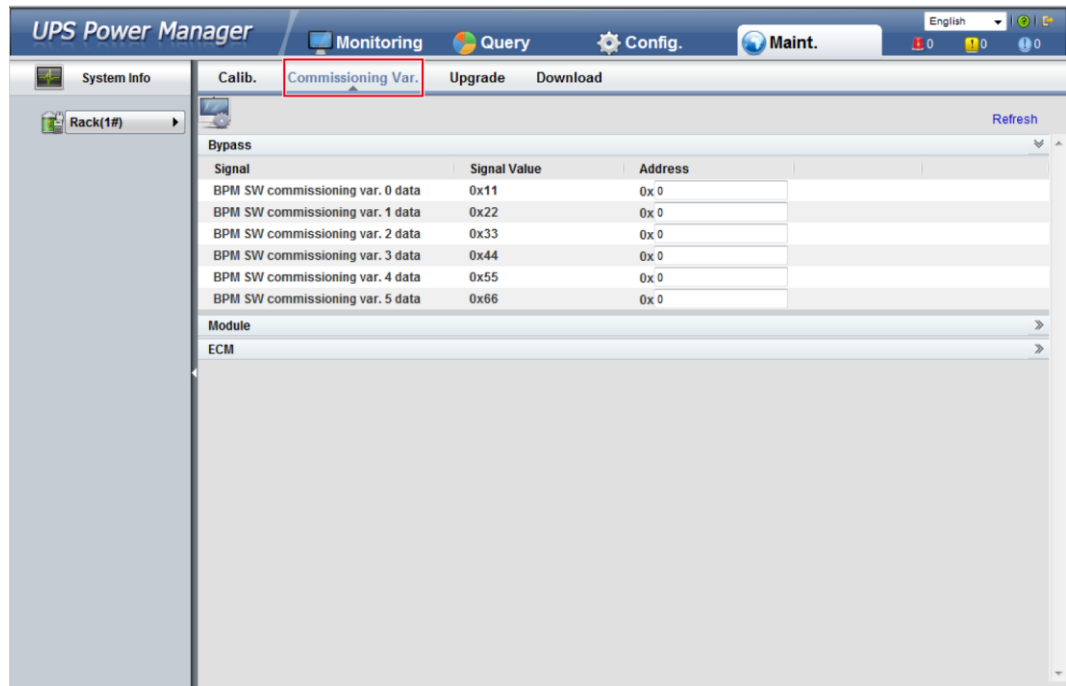 UPS Power Manager
Monitoring Query Config. Maint.
English
0 0 0
System Info
Calib. Commissioning Var. Upgrade Download
Rack(1#)
Refresh
Bypass
Signal Signal Value Address
BPM SW commissioning var. 0 data 0x11 0x 0
BPM SW commissioning var. 1 data 0x22 0x 0
BPM SW commissioning var. 2 data 0x33 0x 0
BPM SW commissioning var. 3 data 0x44 0x 0
BPM SW commissioning var. 4 data 0x55 0x 0
BPM SW commissioning var. 5 data 0x66 0x 0
Module
ECM